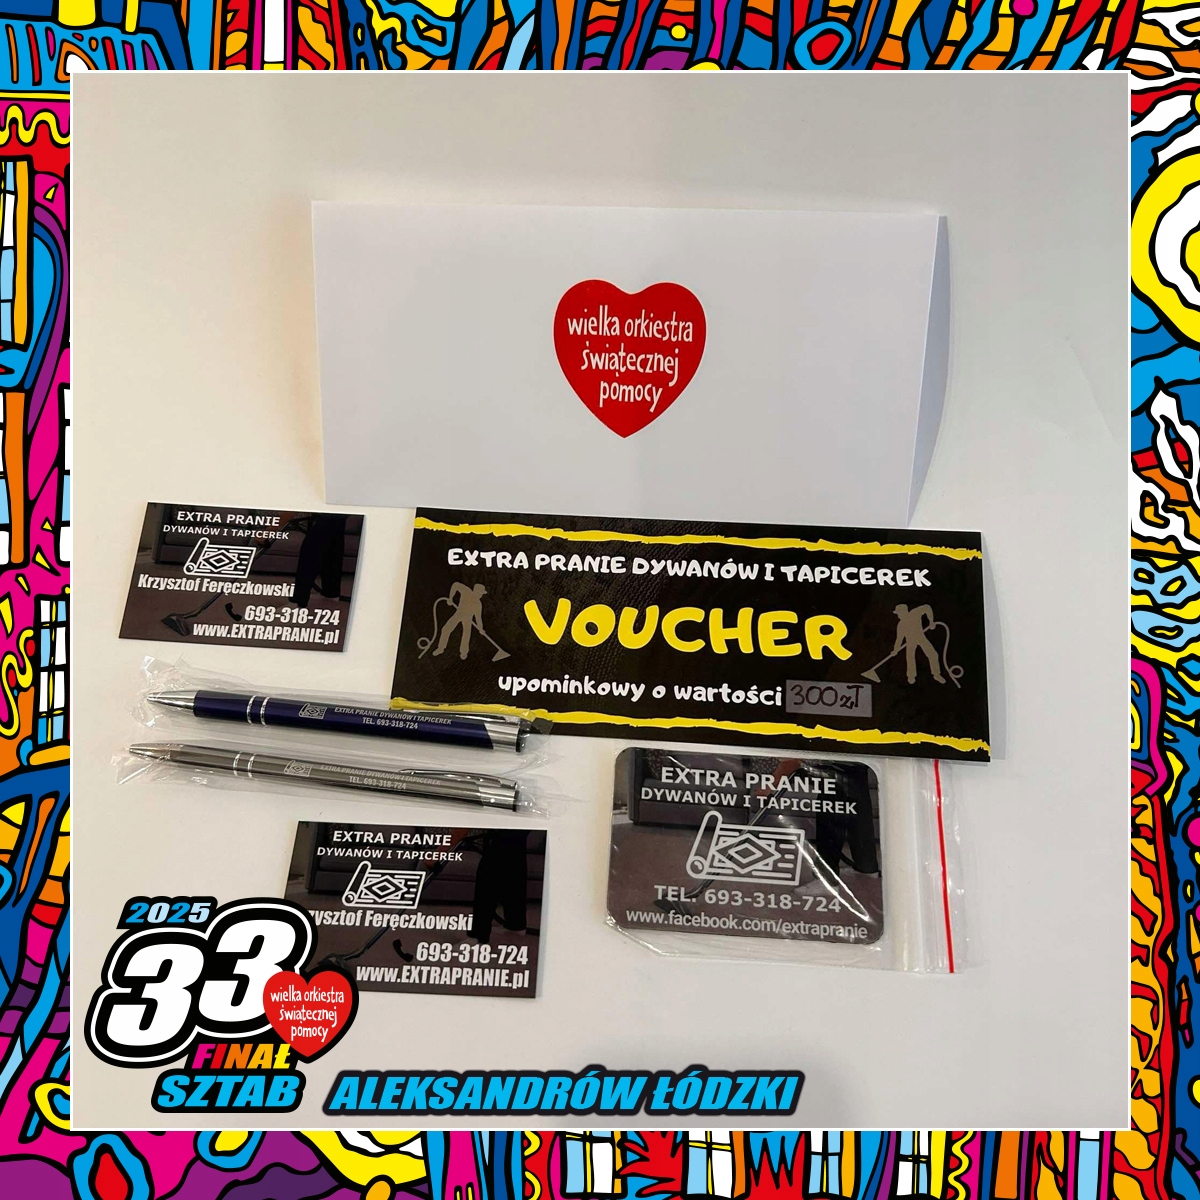 wielka orkiestra
świątecznej
pomocy
EXTRA PRANIE
DYWANÓW I TAPICEREK
Krzysztof Feręczkowski
693-318-724
www.EXTRAPRANIE.pl
EXTRA PRANIE DYWANÓW I TAPICEREK
VOUCHER
upominkowy o wartości 300zł
EXTRA PRANIE DYWANÓW I TAPICEREK
TEL. 693-318-724
EXTRA PRANIE DYWANÓW I TAPICEREK
TEL. 693-318-724
EXTRA PRANIE
DYWANÓW I TAPICEREK
TEL. 693-318-724
www.facebook.com/extrapranie
EXTRA PRANIE
DYWANÓW I TAPICEREK
rysztof Feręczkowski
693-318-724
www.EXTRAPRANIE.pl
2025
33
wielka orkiestra
świątecznej
pomocy
FINAŁ
SZTAB ALEKSANDRÓW ŁÓDZKI